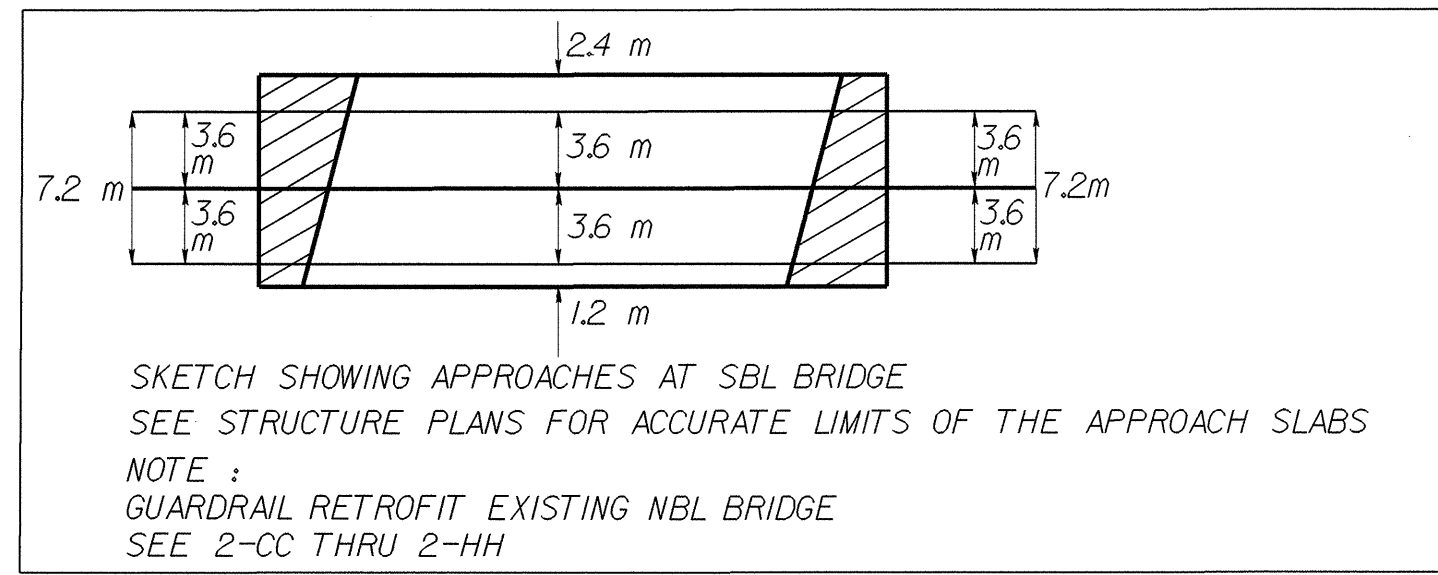 2.4 m
3.6
m
3.6 m
3.6
m
7.2 m
7.2m
3.6
m
3.6 m
3.6
m
1.2 m
SKETCH SHOWING APPROACHES AT SBL BRIDGE
SEE STRUCTURE PLANS FOR ACCURATE LIMITS OF THE APPROACH SLABS
NOTE :
GUARDRAIL RETROFIT EXISTING NBL BRIDGE
SEE 2-CC THRU 2-HH